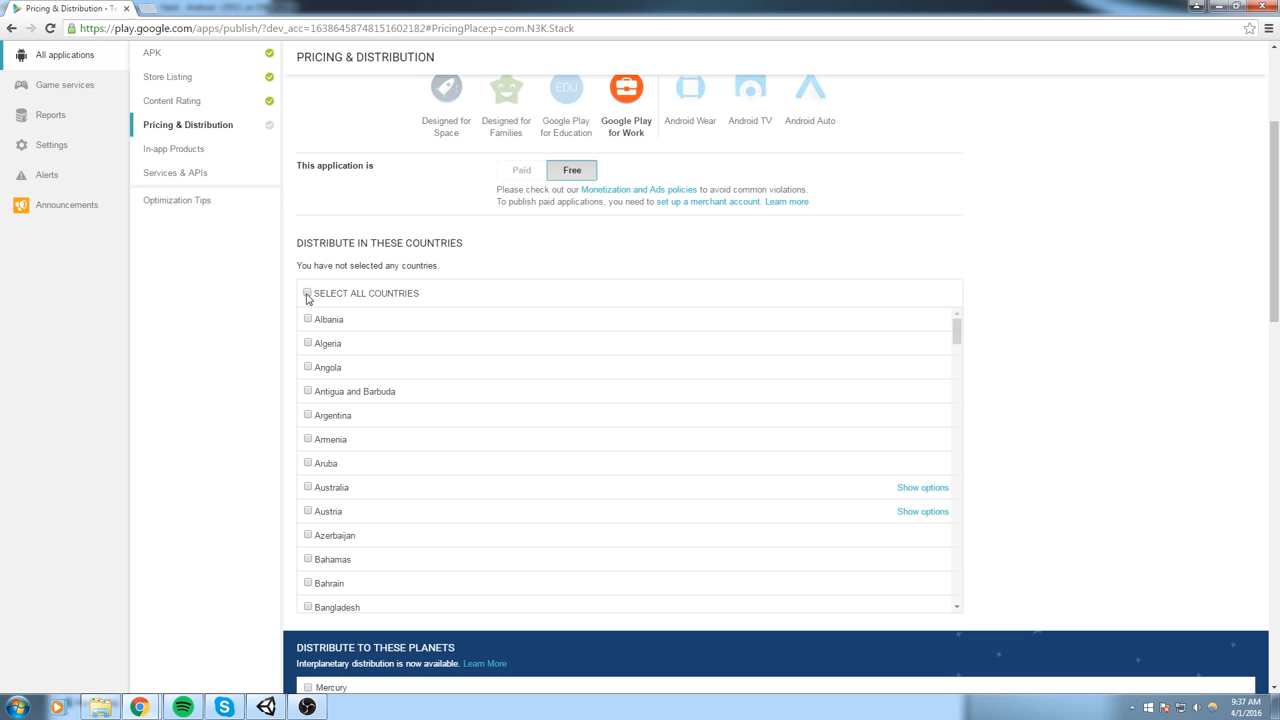 Pricing & Distribution - Te
https://play.google.com/apps/publish/?dev_acc=16386458748151602182#PricingPlace:p=com.N3K.Stack
All applications
Game services
Reports
Settings
Alerts
Announcements
APK
Store Listing
Content Rating
Pricing & Distribution
In-app Products
Services & APIs
Optimization Tips
PRICING & DISTRIBUTION
Designed for Space
Designed for Families
EDU
Google Play for Education
Google Play for Work
Android Wear
Android TV
Android Auto
This application is
Paid
Free
Please check out our Monetization and Ads policies to avoid common violations.
To publish paid applications, you need to set up a merchant account. Learn more
DISTRIBUTE IN THESE COUNTRIES
You have not selected any countries.
SELECT ALL COUNTRIES
Albania
Algeria
Angola
Antigua and Barbuda
Argentina
Armenia
Aruba
Australia Show options
Austria Show options
Azerbaijan
Bahamas
Bahrain
Bangladesh
DISTRIBUTE TO THESE PLANETS
Interplanetary distribution is now available. Learn More
Mercury
9:37 AM
4/1/2016